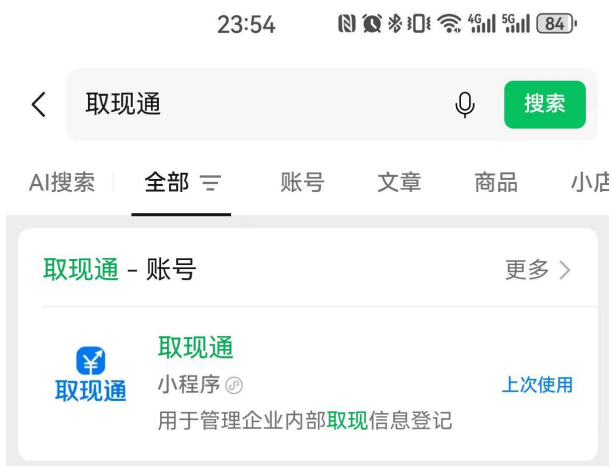 23:54 4G 5G 84
取现通 搜索
AI搜索 全部 账号 文章 商品 小店
取现通 - 账号 更多
取现通
取现通
小程序 上次使用
用于管理企业内部取现信息登记